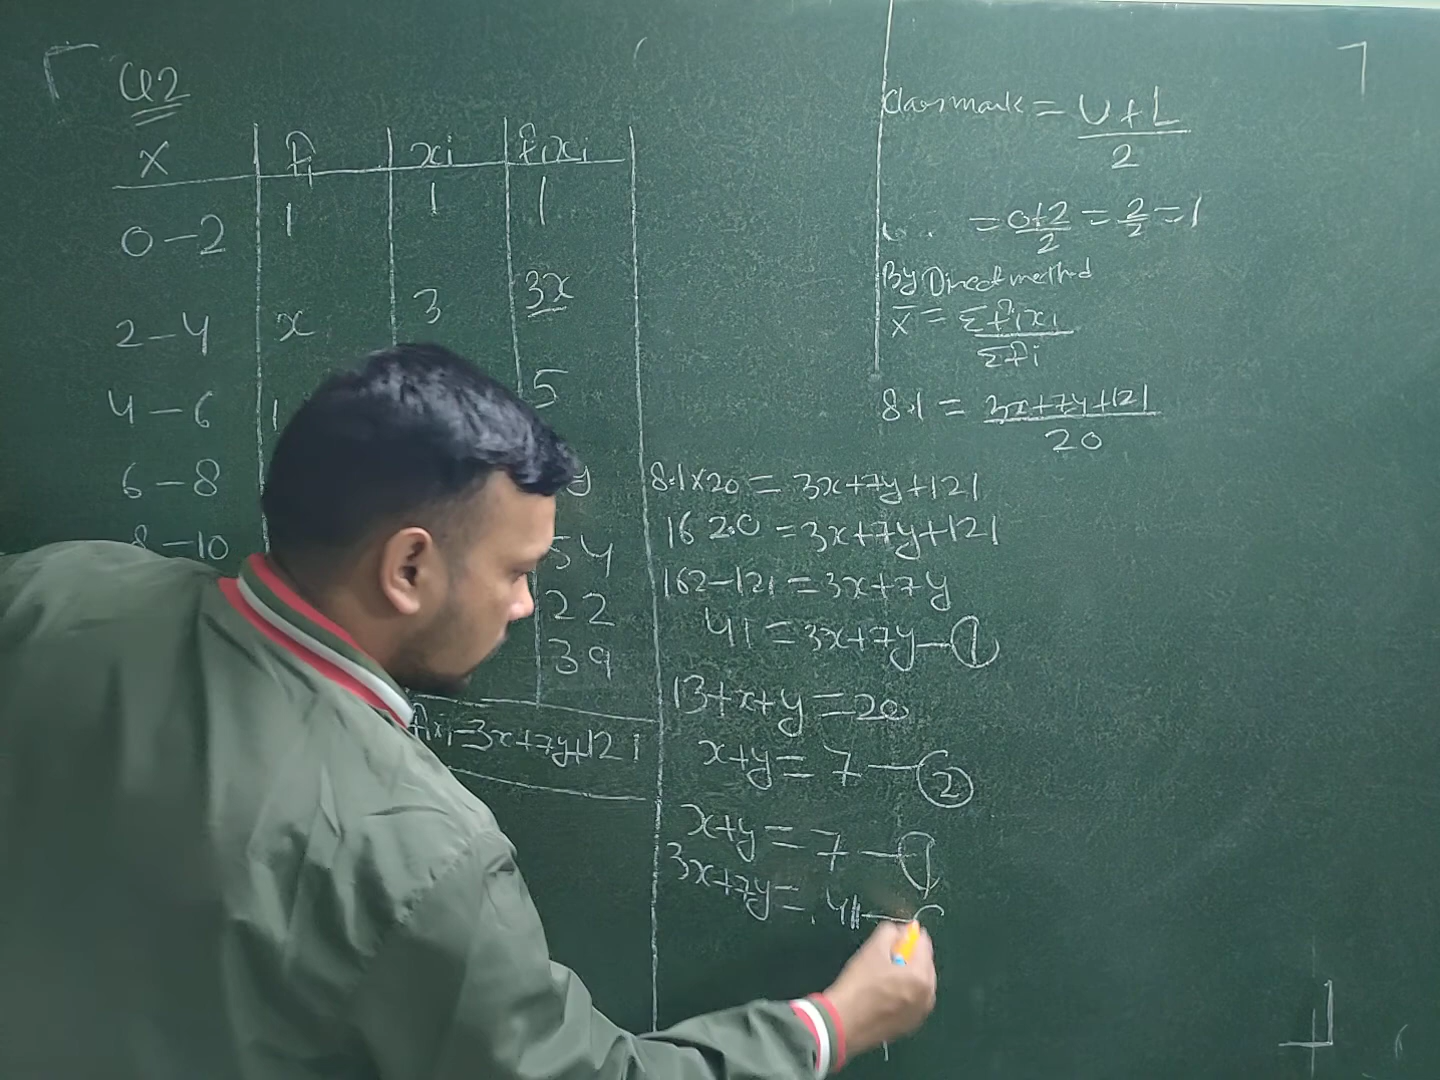 Q2
x fi xi fixi
0-2 1 1 1
2-4 x 3 3x
4-6 1 5
6-8 y
8-10 54
22
39
fixi=3x+7y+121
Classmark = U+L/2
= 0+2/2 = 2/2 = 1
By Direct method
x̄ = Σfixi/Σfi
8.1 = 3x+7y+121/20
8.1×20 = 3x+7y+121
162.0 = 3x+7y+121
162-121 = 3x+7y
41 = 3x+7y-①
13+x+y=20
x+y=7-②
x+y=7-①
3x+7y=41-